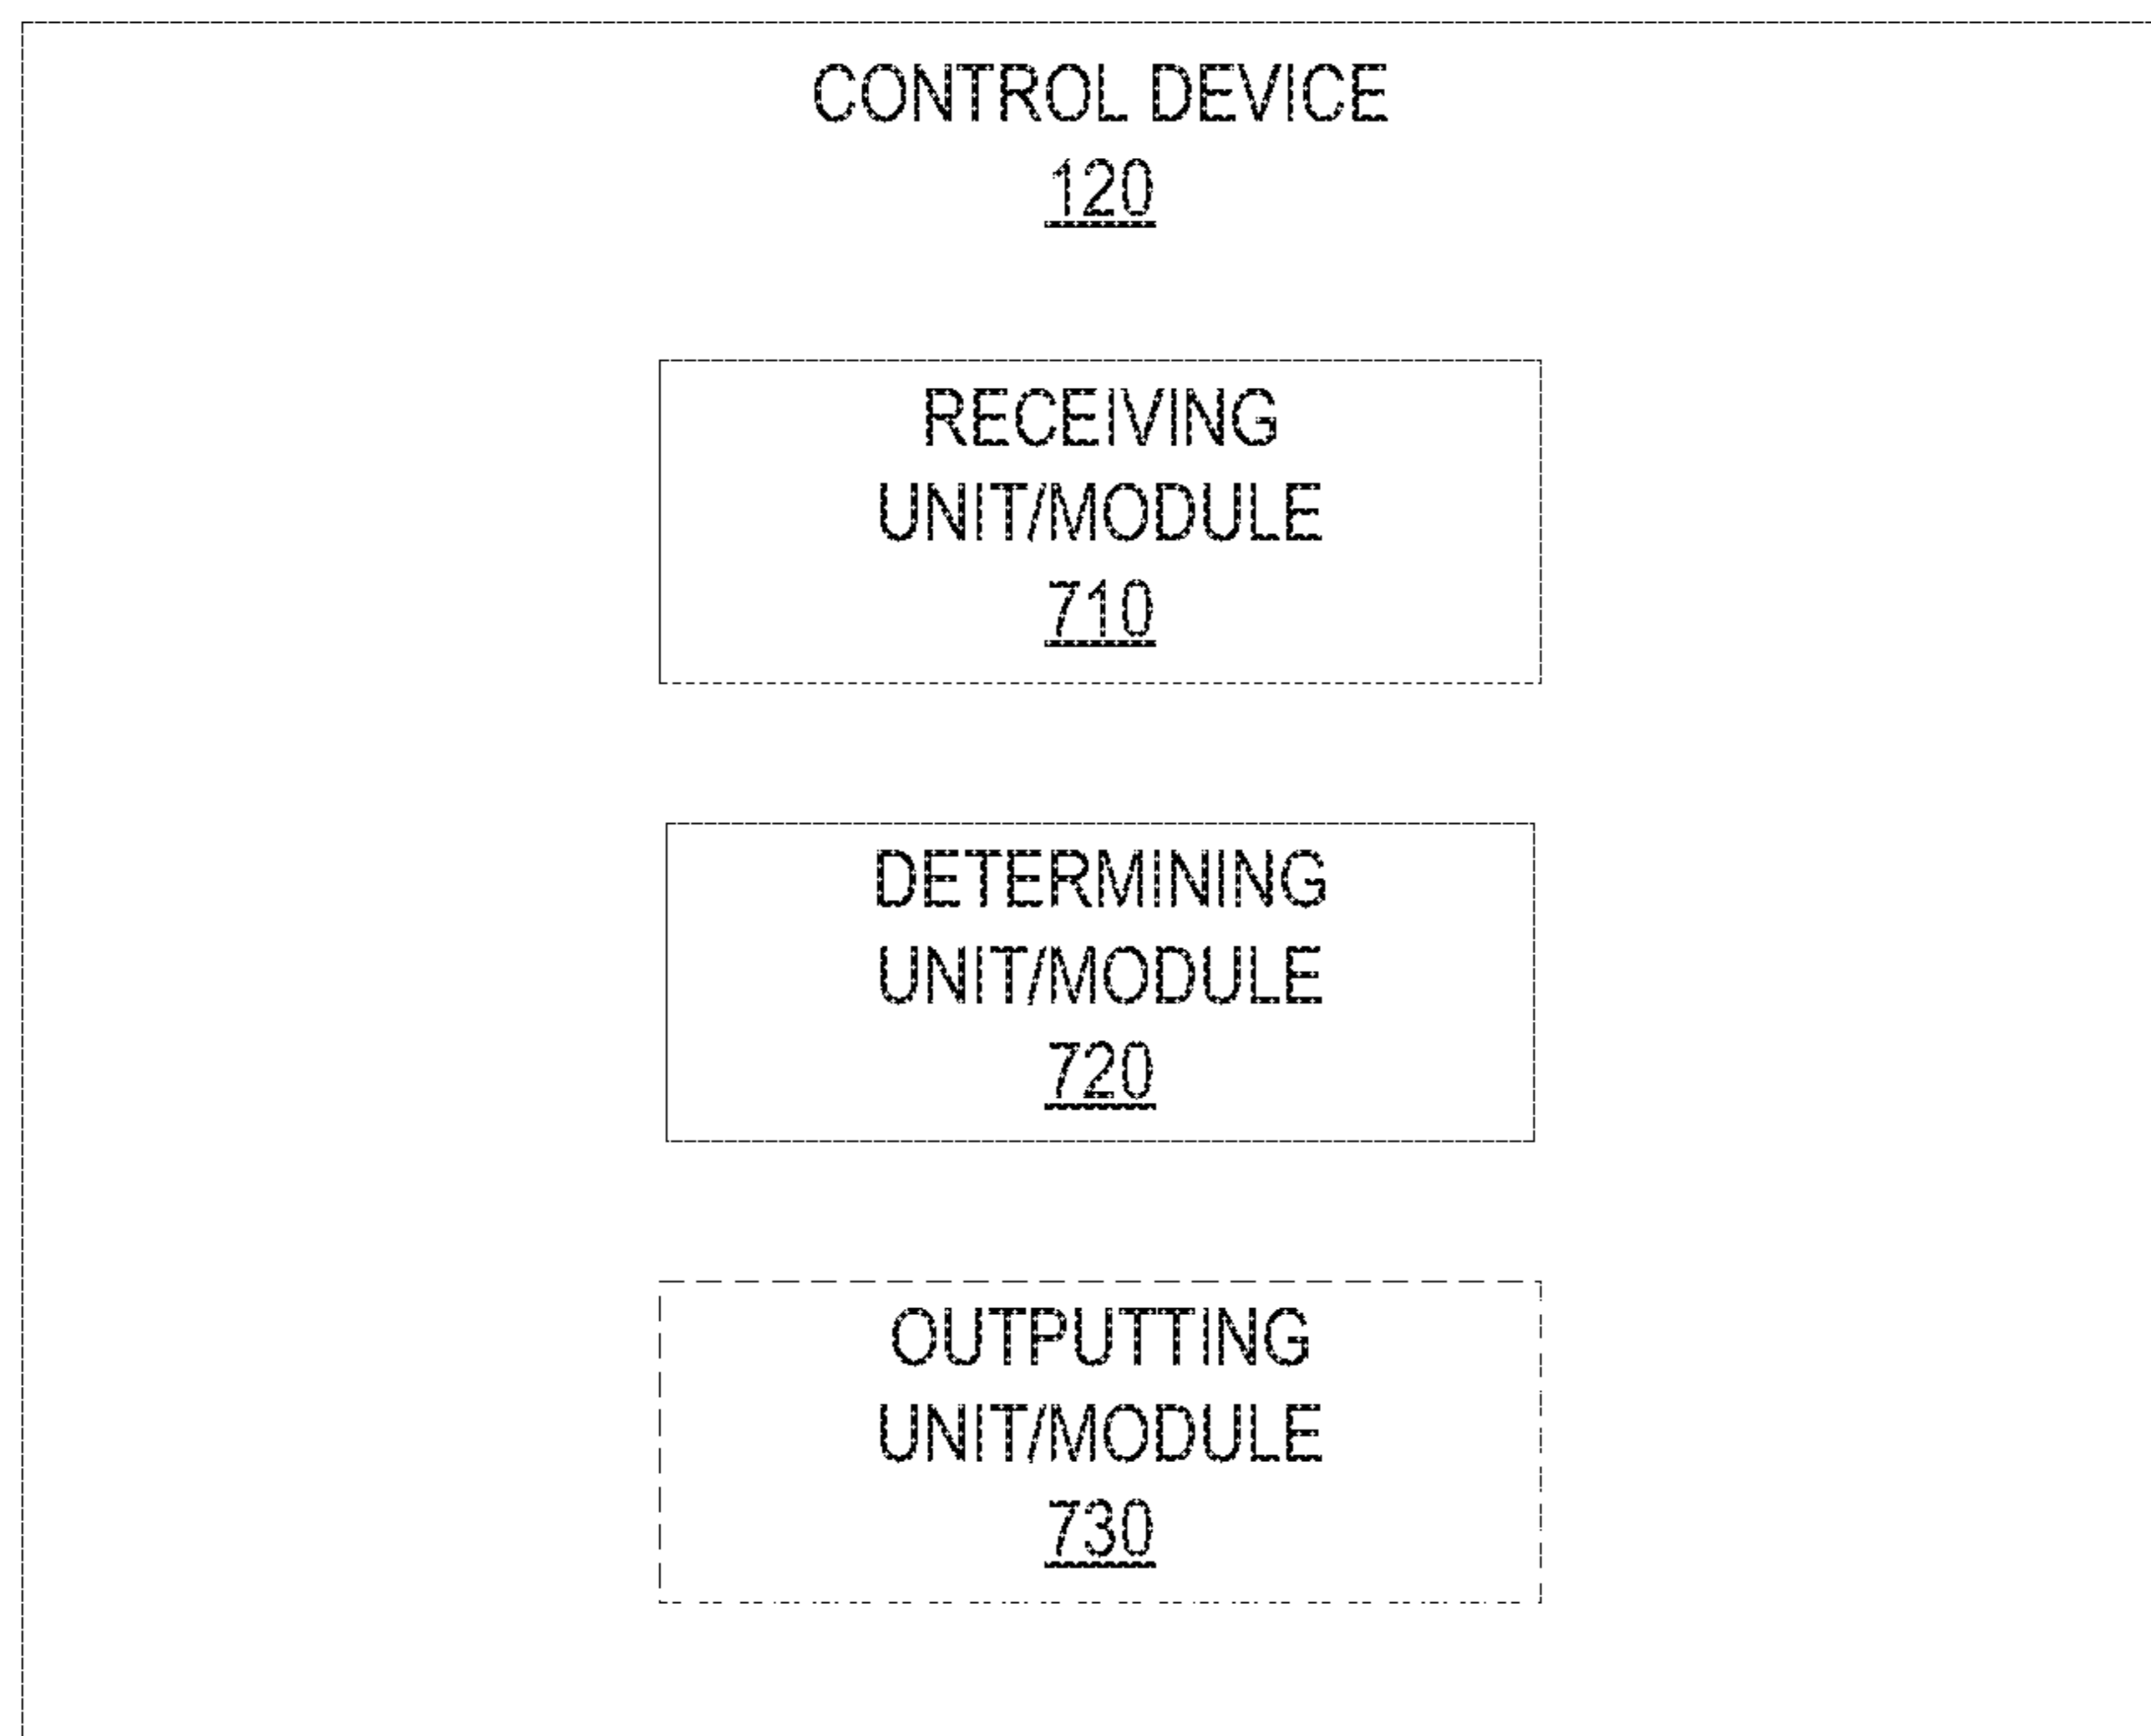 CONTROL DEVICE
120
RECEIVING
UNIT/MODULE
710
DETERMINING
UNIT/MODULE
720
OUTPUTTING
UNIT/MODULE
730